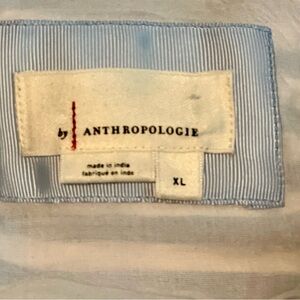 by ANTHROPOLOGIE
made in india
fabriqué en inde
XL